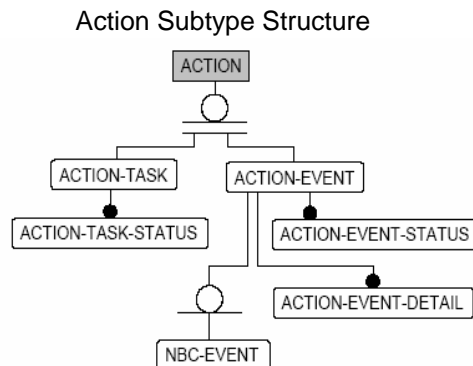 Action Subtype Structure
ACTION
ACTION-TASK
ACTION-EVENT
ACTION-TASK-STATUS
ACTION-EVENT-STATUS
ACTION-EVENT-DETAIL
NBC-EVENT